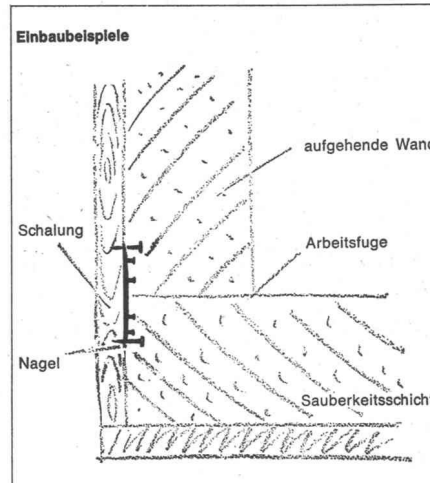 Einbaubeispiele
aufgehende Wand
Schalung
Arbeitsfuge
Nagel
Sauberkeitsschicht